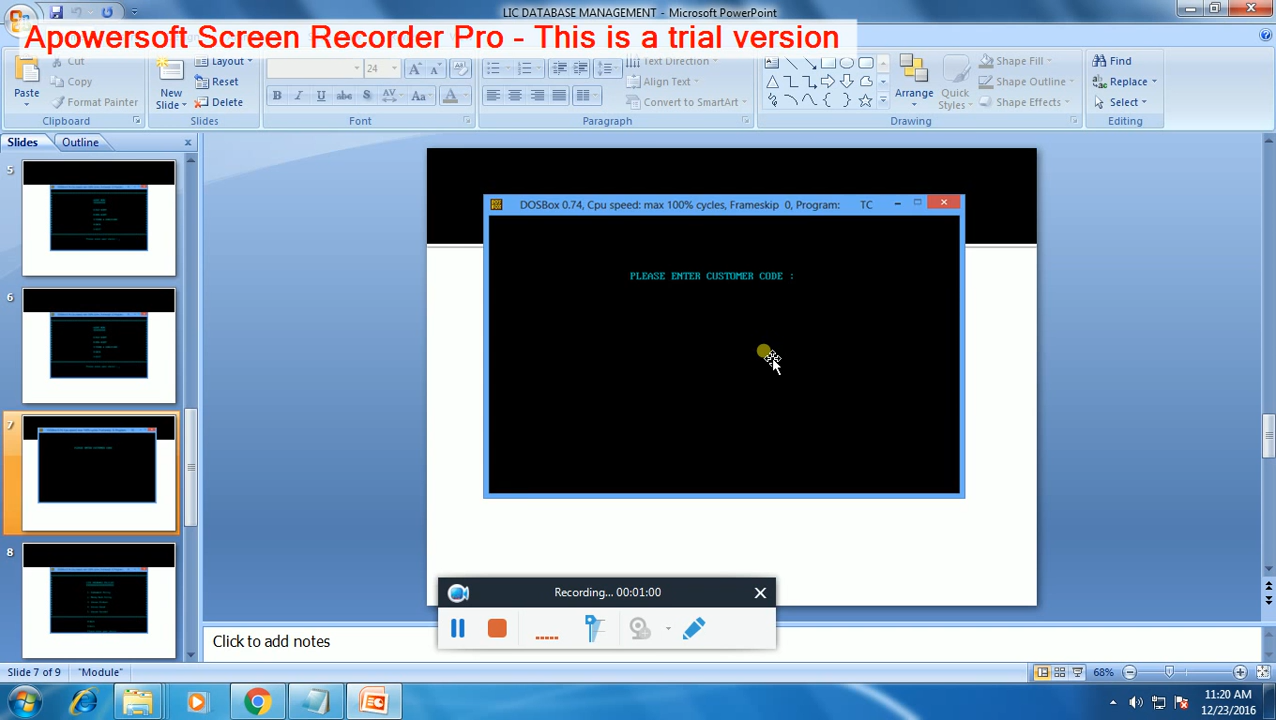 LIC DATABASE MANAGEMENT - Microsoft PowerPoint
Apowersoft Screen Recorder Pro - This is a trial version
Paste
Cut
Copy
Format Painter
Clipboard
New Slide
Layout
Reset
Delete
Slides
24
B I U abc S AV Aa A
Font
Text Direction
Align Text
Convert to SmartArt
Paragraph
Arrange
Quick Styles
Shape Fill
Shape Outline
Shape Effects
Drawing
Find
Replace
Select
Editing
Slides
Outline
5
6
7
8
DOSBox 0.74, Cpu speed: max 100% cycles, Frameskip 0, Program: TC
PLEASE ENTER CUSTOMER CODE :
Recording... 00:01:00
Click to add notes
Slide 7 of 9
"Module"
68%
11:20 AM
12/23/2016